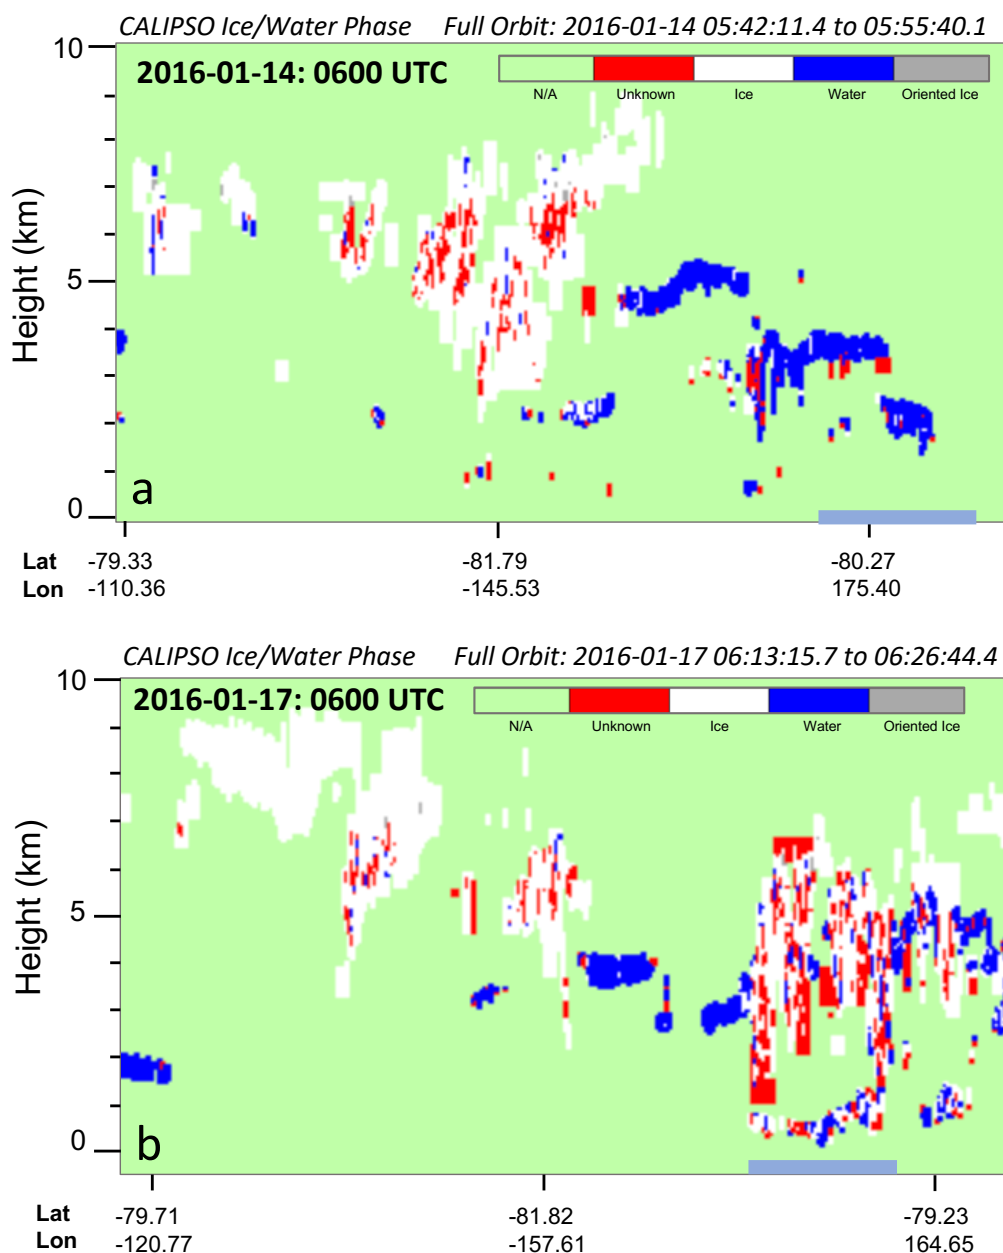 CALIPSO Ice/Water Phase Full Orbit: 2016-01-14 05:42:11.4 to 05:55:40.1
10
2016-01-14: 0600 UTC
N/A Unknown Ice Water Oriented Ice
Height (km)
5
a
0
Lat -79.33 -81.79 -80.27
Lon -110.36 -145.53 175.40
CALIPSO Ice/Water Phase Full Orbit: 2016-01-17 06:13:15.7 to 06:26:44.4
10
2016-01-17: 0600 UTC
N/A Unknown Ice Water Oriented Ice
Height (km)
5
b
0
Lat -79.71 -81.82 -79.23
Lon -120.77 -157.61 164.65